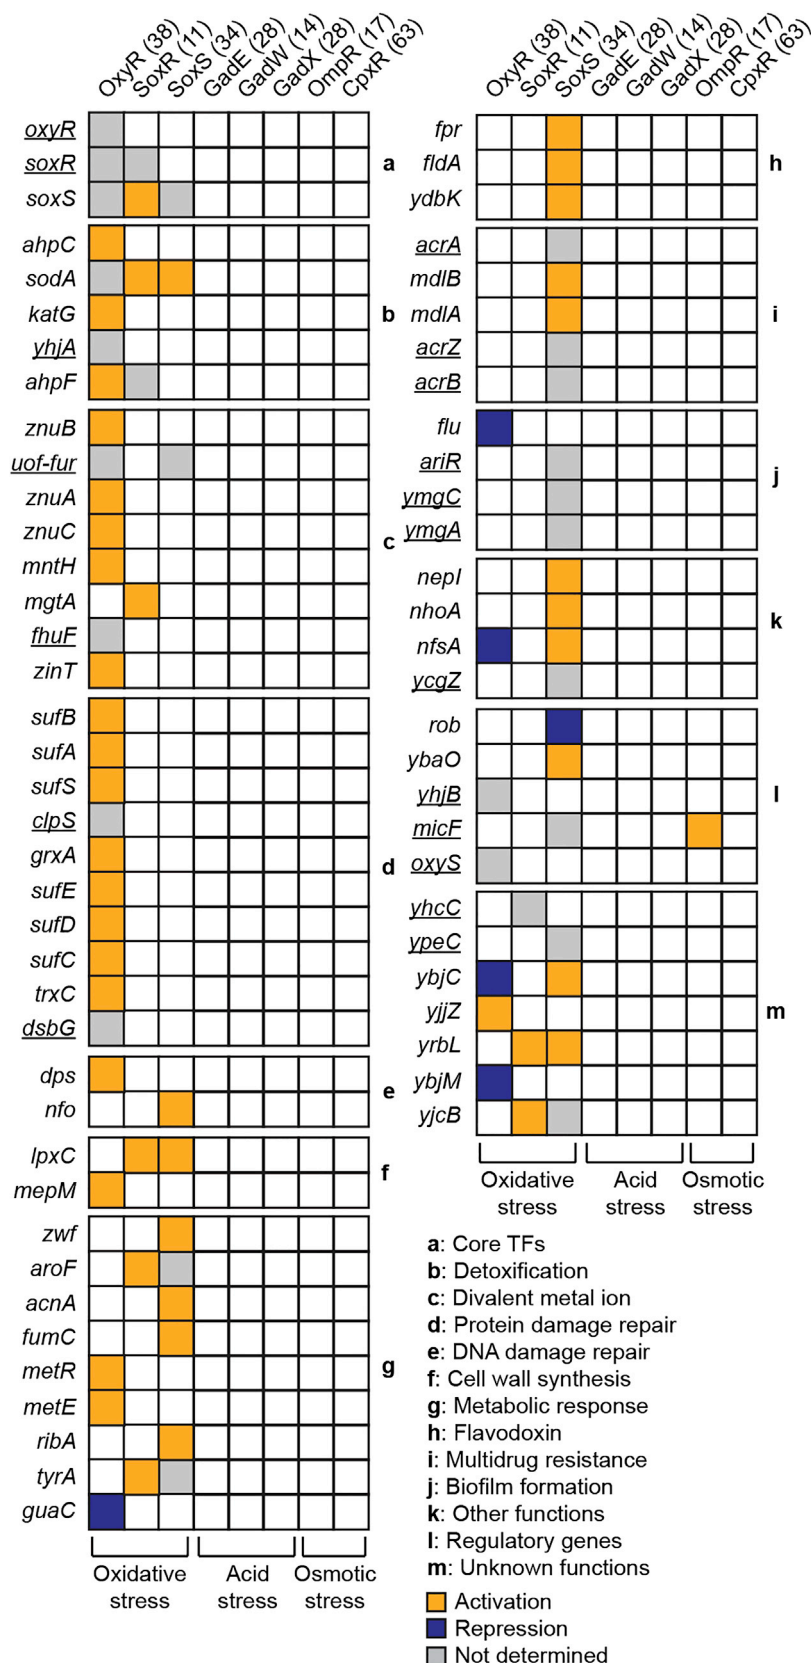 OxyR (38)
SoxR (11)
SoxS (34)
GadE (28)
GadW (14)
GadX (28)
OmpR (17)
CpxR (63)
oxyR
soxR
soxS
a
ahpC
sodA
katG
yhjA
ahpF
b
znuB
uof-fur
znuA
znuC
mntH
mgtA
fhuF
zinT
c
sufB
sufA
sufS
clpS
grxA
sufE
sufD
sufC
trxC
dsbG
d
dps
nfo
e
lpxC
mepM
f
zwf
aroF
acnA
fumC
metR
metE
ribA
tyrA
guaC
g
Oxidative
stress
Acid
stress
Osmotic
stress
OxyR (38)
SoxR (11)
SoxS (34)
GadE (28)
GadW (14)
GadX (28)
OmpR (17)
CpxR (63)
fpr
fldA
ydbK
h
acrA
mdlB
mdlA
acrZ
acrB
i
flu
ariR
ymgC
ymgA
j
nepI
nhoA
nfsA
ycgZ
k
rob
ybaO
yhjB
micF
oxyS
l
yhcC
ypeC
ybjC
yjjZ
yrbL
ybjM
yjcB
m
Oxidative
stress
Acid
stress
Osmotic
stress
a: Core TFs
b: Detoxification
c: Divalent metal ion
d: Protein damage repair
e: DNA damage repair
f: Cell wall synthesis
g: Metabolic response
h: Flavodoxin
i: Multidrug resistance
j: Biofilm formation
k: Other functions
l: Regulatory genes
m: Unknown functions
Activation
Repression
Not determined